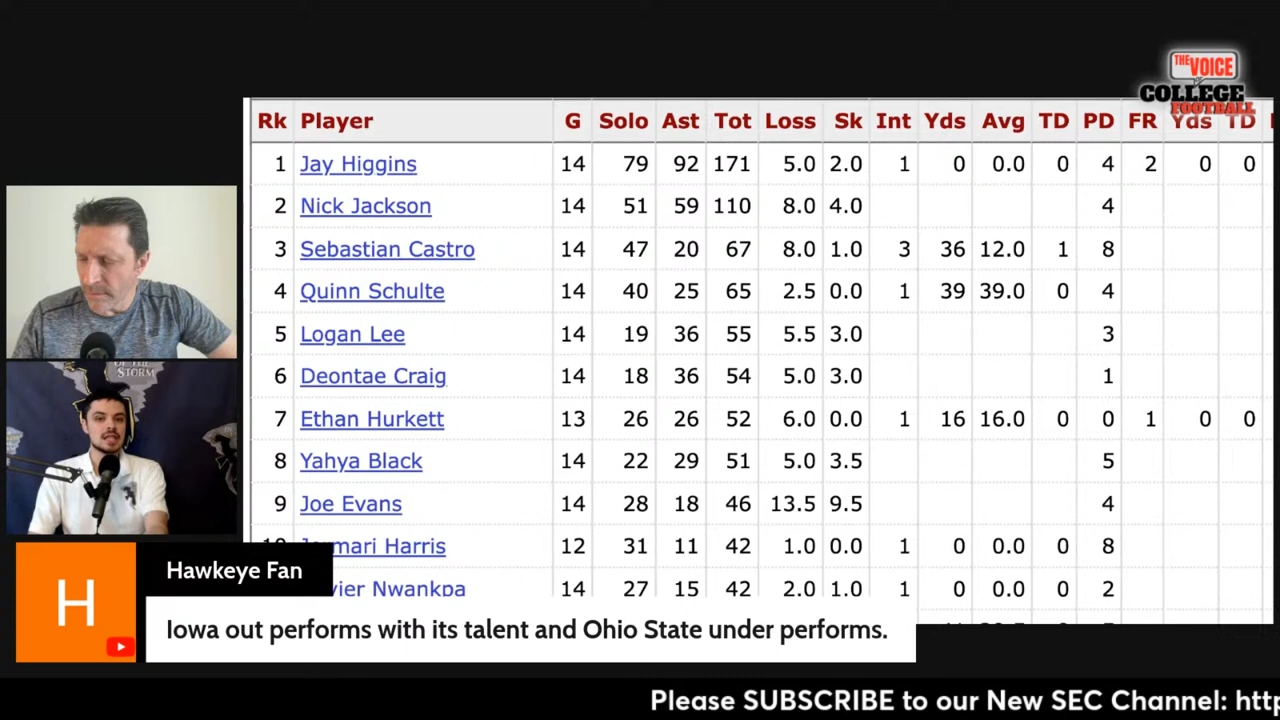 THE VOICE
OF
COLLEGE
FOOTBALL
Rk Player G Solo Ast Tot Loss Sk Int Yds Avg TD PD FR Yds TD
1 Jay Higgins 14 79 92 171 5.0 2.0 1 0 0.0 0 4 2 0 0
2 Nick Jackson 14 51 59 110 8.0 4.0 4
3 Sebastian Castro 14 47 20 67 8.0 1.0 3 36 12.0 1 8
4 Quinn Schulte 14 40 25 65 2.5 0.0 1 39 39.0 0 4
5 Logan Lee 14 19 36 55 5.5 3.0 3
6 Deontae Craig 14 18 36 54 5.0 3.0 1
7 Ethan Hurkett 13 26 26 52 6.0 0.0 1 16 16.0 0 0 1 0 0
8 Yahya Black 14 22 29 51 5.0 3.5 5
9 Joe Evans 14 28 18 46 13.5 9.5 4
Harris 12 31 11 42 1.0 0.0 1 0 0.0 0 8
Nwankpa 14 27 15 42 2.0 1.0 1 0 0.0 0 2
OF THE
STORM
H
Hawkeye Fan
Iowa out performs with its talent and Ohio State under performs.
Please SUBSCRIBE to our New SEC Channel: http